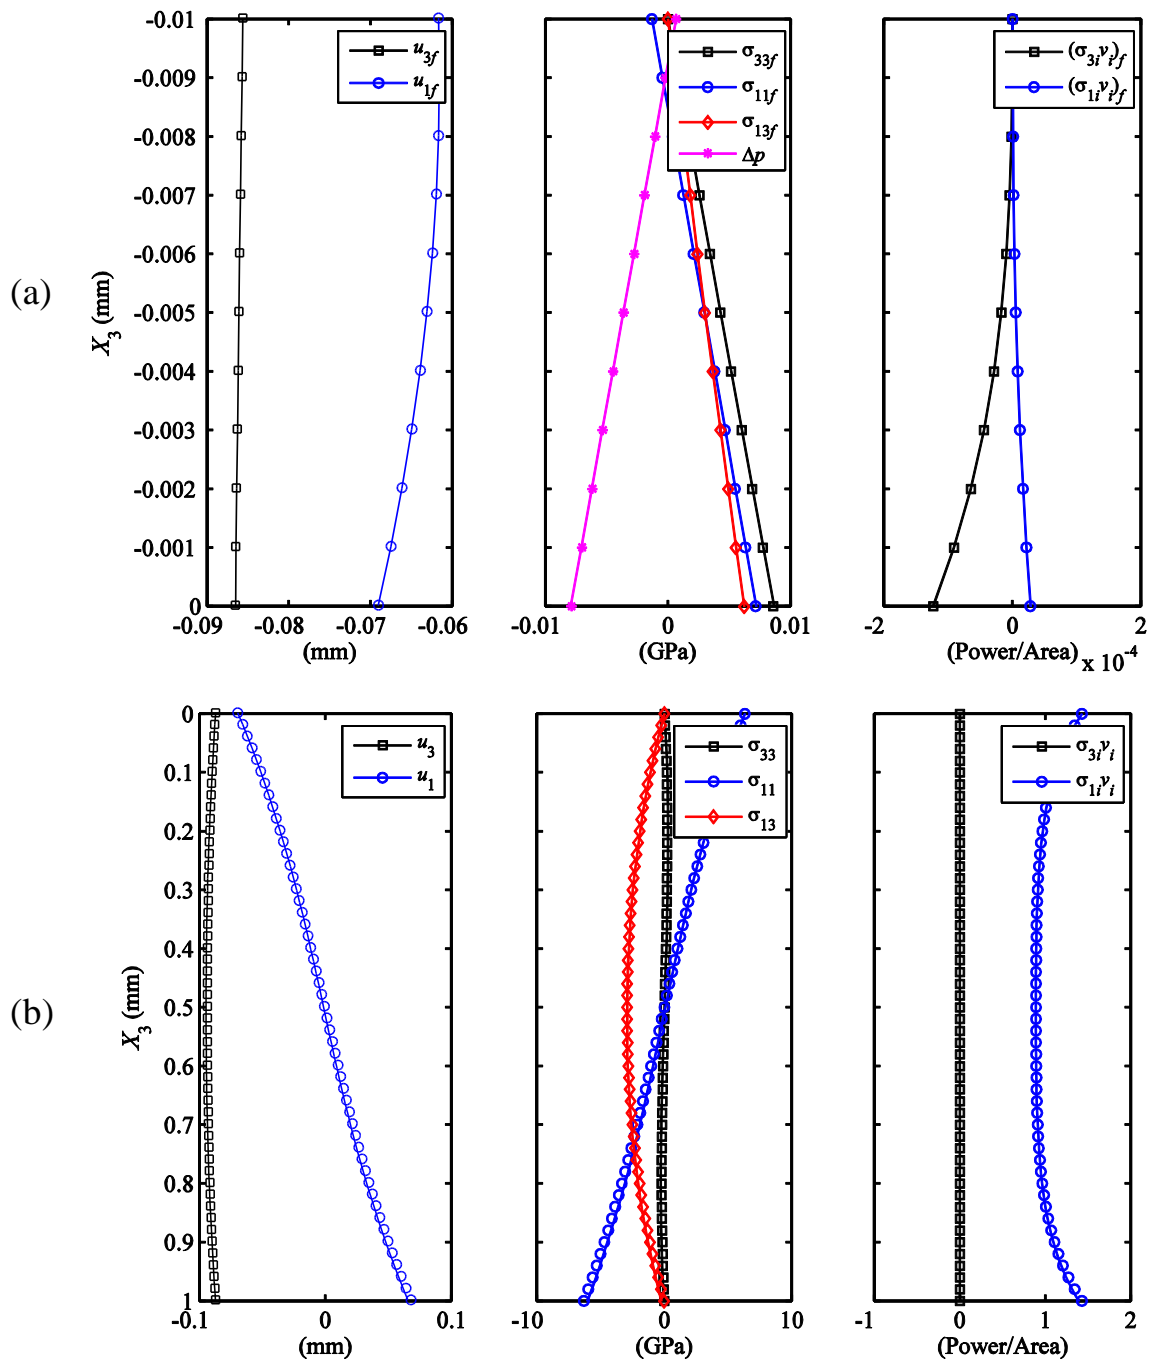 (a)
X3 (mm)
-0.01
-0.009
-0.008
-0.007
-0.006
-0.005
-0.004
-0.003
-0.002
-0.001
0
u3f
u1f
-0.09 -0.08 -0.07 -0.06
(mm)
σ33f
σ11f
σ13f
Δp
-0.01 0 0.01
(GPa)
(σ3ivi)f
(σ1ivi)f
-2 0 2
(Power/Area) x 10-4
(b)
X3 (mm)
0
0.1
0.2
0.3
0.4
0.5
0.6
0.7
0.8
0.9
1
u3
u1
-0.1 0 0.1
(mm)
σ33
σ11
σ13
-10 0 10
(GPa)
σ3ivi
σ1ivi
-1 0 1 2
(Power/Area)